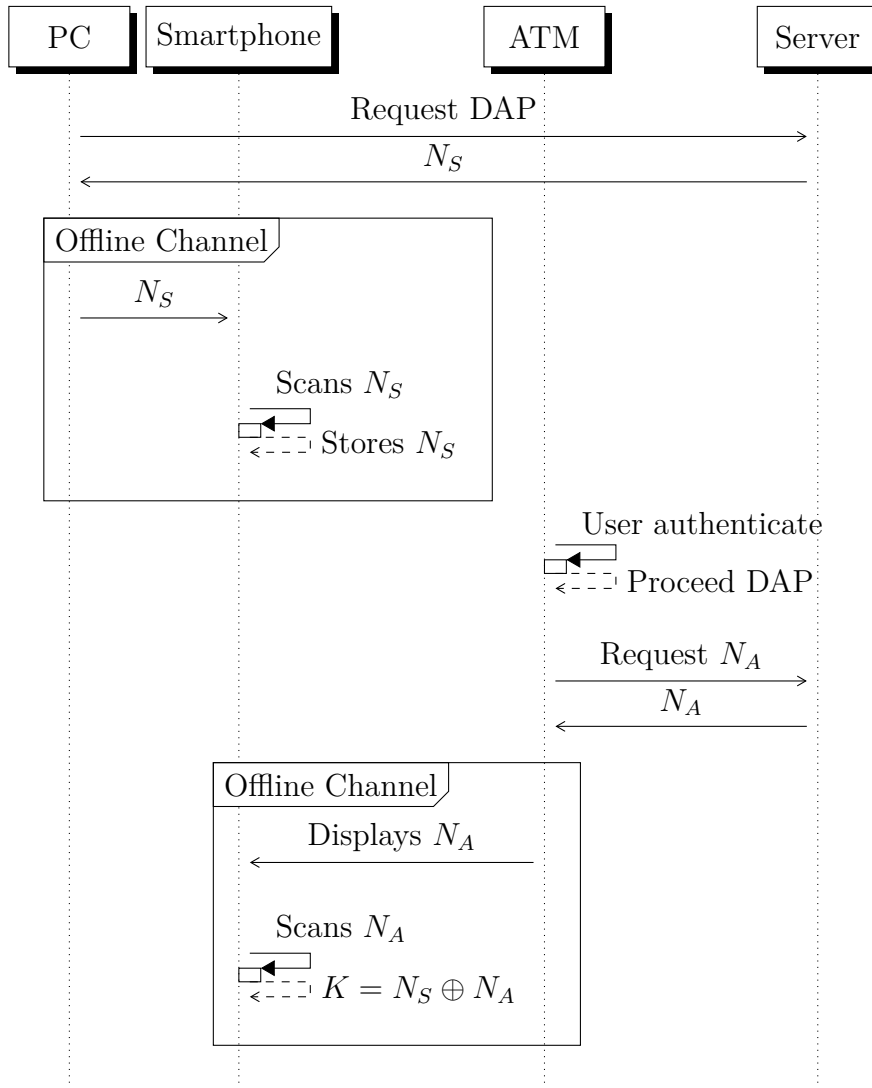 PC
Smartphone
ATM
Server
Request DAP
N_S
Offline Channel
N_S
Scans N_S
Stores N_S
User authenticate
Proceed DAP
Request N_A
N_A
Offline Channel
Displays N_A
Scans N_A
K = N_S ⊕ N_A